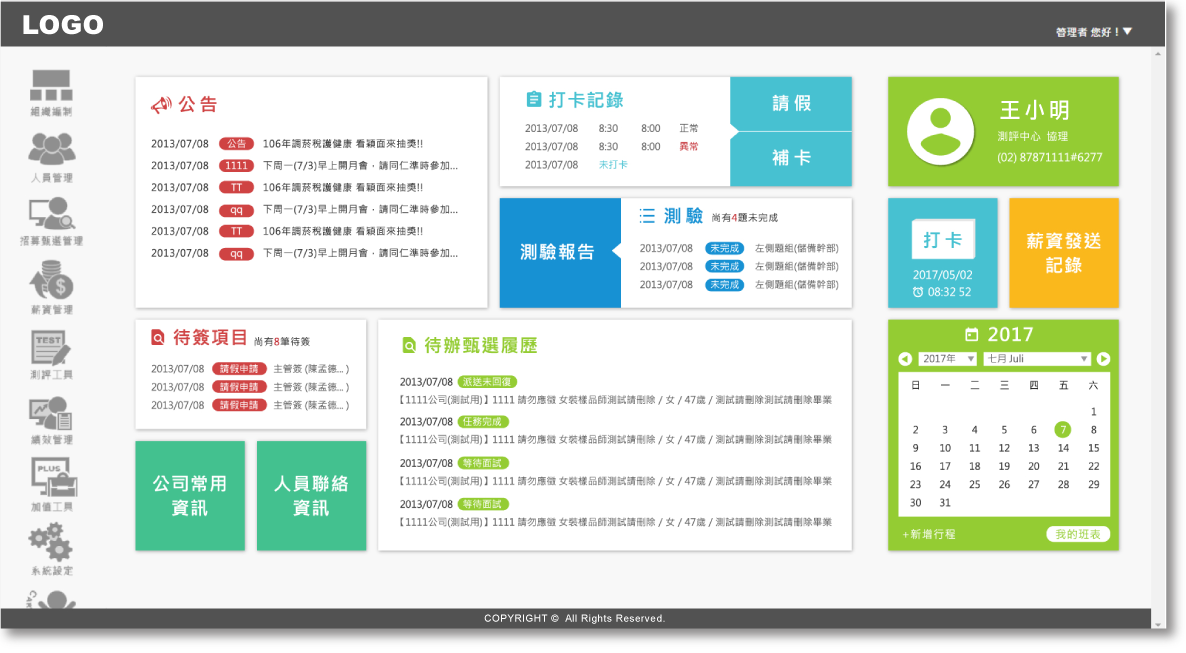 LOGO
管理者 您好！▼
組織編制
人員管理
招募甄選管理
薪資管理
TEST
測評工具
績效管理
PLUS
加值工具
系統設定
公告
2013/07/08 公告 106年調菸稅護健康 看穎面來抽獎!!
2013/07/08 1111 下周一(7/3)早上開月會，請同仁準時參加...
2013/07/08 TT 106年調菸稅護健康 看穎面來抽獎!!
2013/07/08 qq 下周一(7/3)早上開月會，請同仁準時參加...
2013/07/08 TT 106年調菸稅護健康 看穎面來抽獎!!
2013/07/08 qq 下周一(7/3)早上開月會，請同仁準時參加...
打卡記錄
2013/07/08 8:30 8:00 正常
2013/07/08 8:30 8:00 異常
2013/07/08 未打卡
請假
補卡
測驗報告
測驗 尚有4題未完成
2013/07/08 未完成 左側題組(儲備幹部)
2013/07/08 未完成 左側題組(儲備幹部)
2013/07/08 未完成 左側題組(儲備幹部)
王小明
測評中心 協理
(02) 87871111#6277
打卡
2017/05/02
08:32 52
薪資發送
記錄
待簽項目 尚有8筆待簽
2013/07/08 請假申請 主管簽 (陳孟德...)
2013/07/08 請假申請 主管簽 (陳孟德...)
2013/07/08 請假申請 主管簽 (陳孟德...)
公司常用
資訊
人員聯絡
資訊
待辦甄選履歷
2013/07/08 派送未回復
【1111公司(測試用)】1111 請勿應徵 女裝樣品師測試請刪除 / 女 / 47歲 / 測試請刪除測試請刪除畢業
2013/07/08 任務完成
【1111公司(測試用)】1111 請勿應徵 女裝樣品師測試請刪除 / 女 / 47歲 / 測試請刪除測試請刪除畢業
2013/07/08 等待面試
【1111公司(測試用)】1111 請勿應徵 女裝樣品師測試請刪除 / 女 / 47歲 / 測試請刪除測試請刪除畢業
2013/07/08 等待面試
【1111公司(測試用)】1111 請勿應徵 女裝樣品師測試請刪除 / 女 / 47歲 / 測試請刪除測試請刪除畢業
2017
2017年 ▼ 七月 Juli ▼
日 一 二 三 四 五 六
1
2 3 4 5 6 7 8
9 10 11 12 13 14 15
16 17 18 19 20 21 22
23 24 25 26 27 28 29
30 31
+新增行程 我的班表
COPYRIGHT © All Rights Reserved.